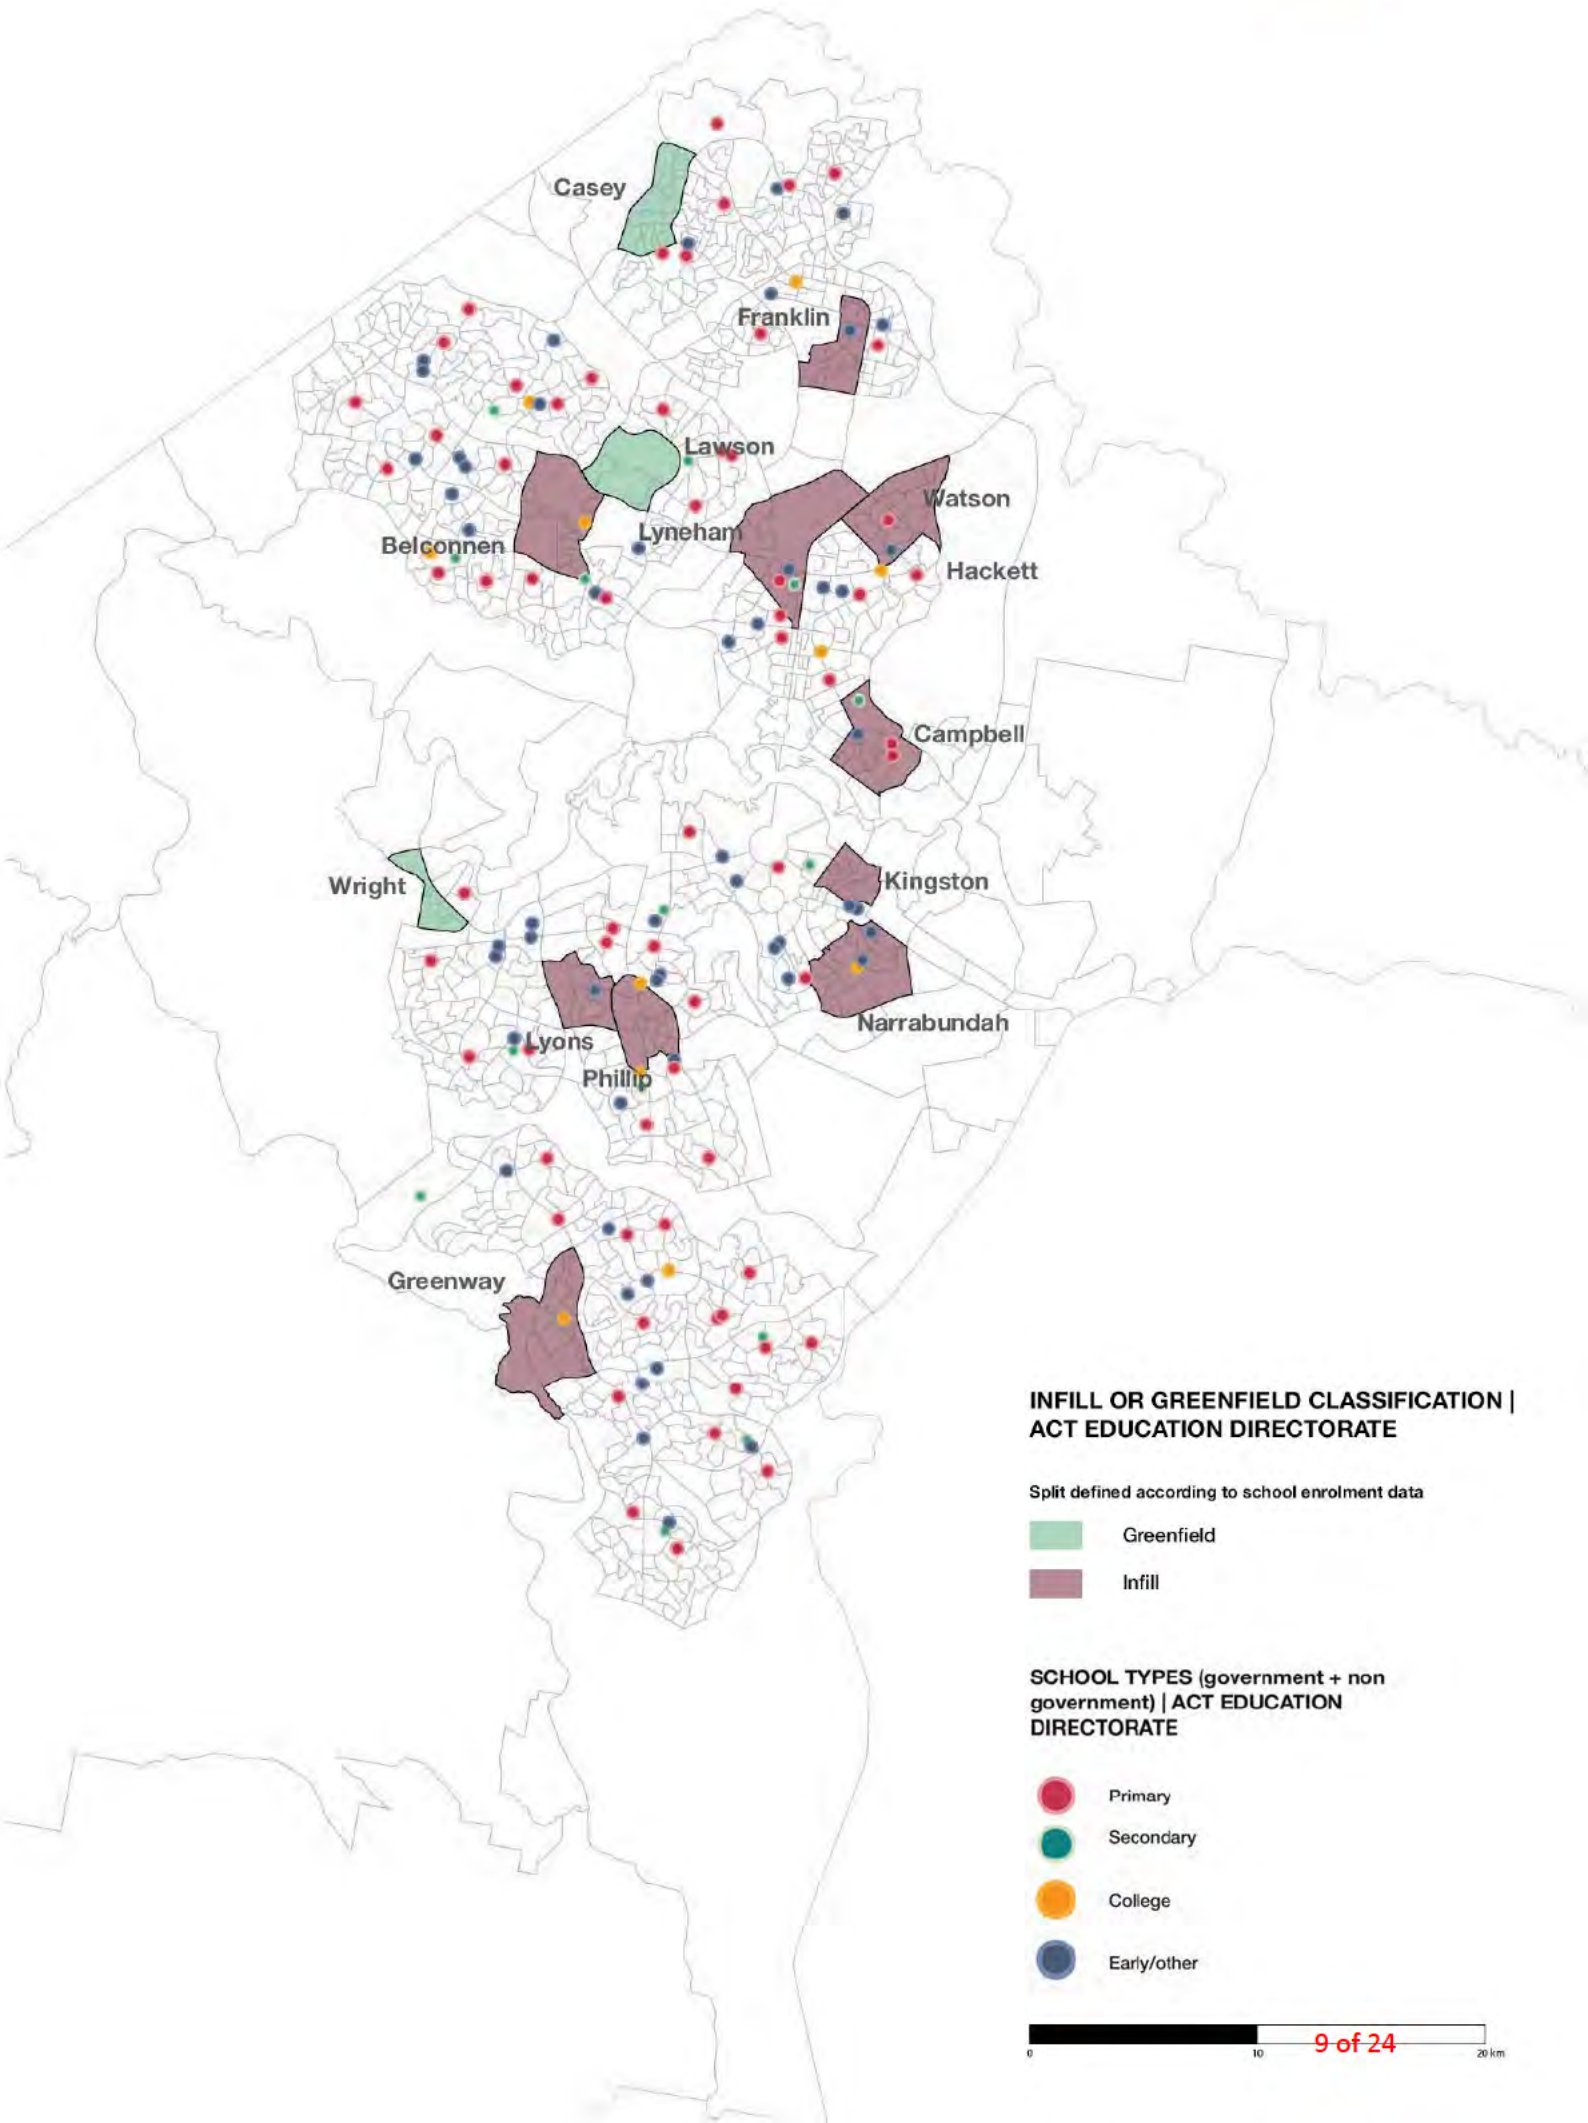 Casey
Franklin
Lawson
Watson
Lyneham
Belconnen
Hackett
Campbell
Wright
Kingston
Narrabundah
Lyons
Phillip
Greenway
INFILL OR GREENFIELD CLASSIFICATION |
ACT EDUCATION DIRECTORATE
Split defined according to school enrolment data
Greenfield
Infill
SCHOOL TYPES (government + non
government) | ACT EDUCATION
DIRECTORATE
Primary
Secondary
College
Early/other
9 of 24
0 10 20 km